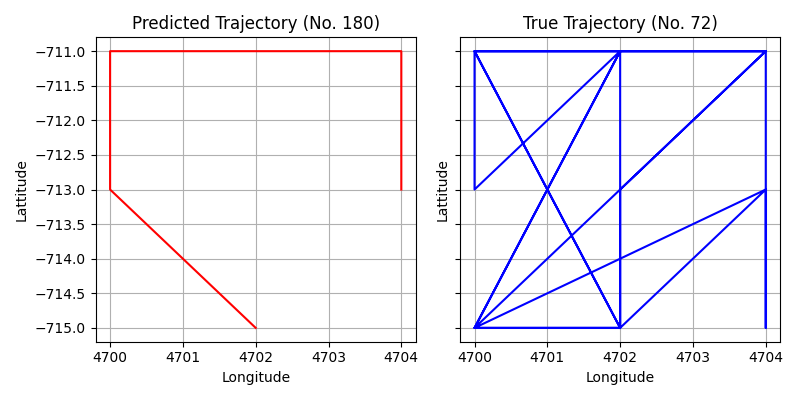 Predicted Trajectory (No. 180)
−711.0
−711.5
−712.0
−712.5
−713.0
−713.5
−714.0
−714.5
−715.0
Lattitude
4700 4701 4702 4703 4704
Longitude
True Trajectory (No. 72)
Lattitude
4700 4701 4702 4703 4704
Longitude